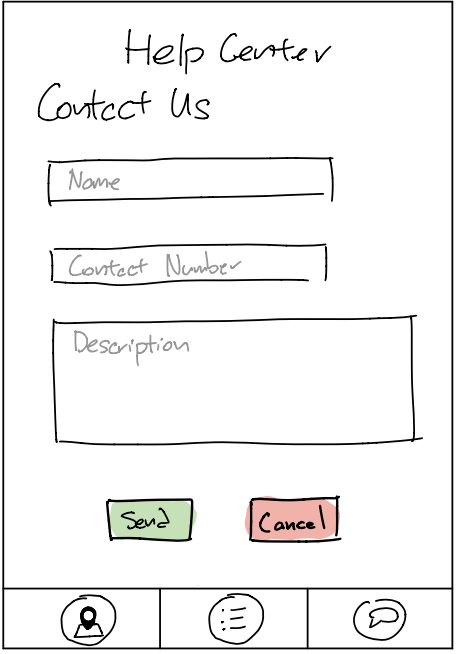 Help Center
Contact Us
Name
Contact Number
Description
Send
Cancel